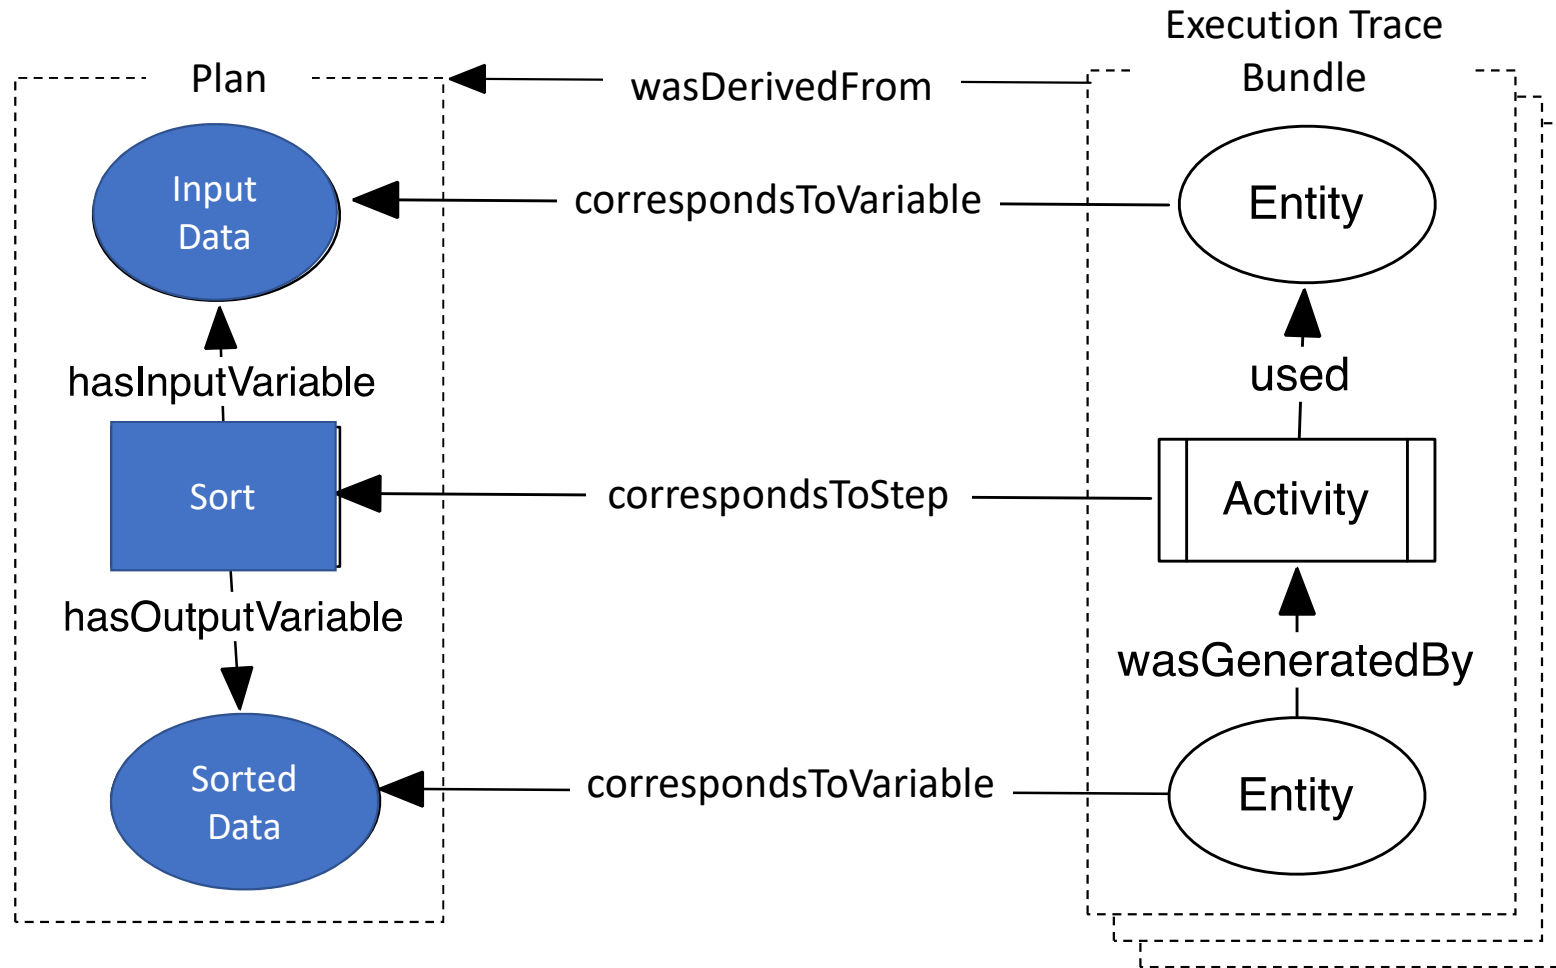 Execution Trace
Bundle
Plan
wasDerivedFrom
Input
Data
correspondsToVariable
Entity
hasInputVariable
used
Sort
correspondsToStep
Activity
hasOutputVariable
wasGeneratedBy
Sorted
Data
correspondsToVariable
Entity